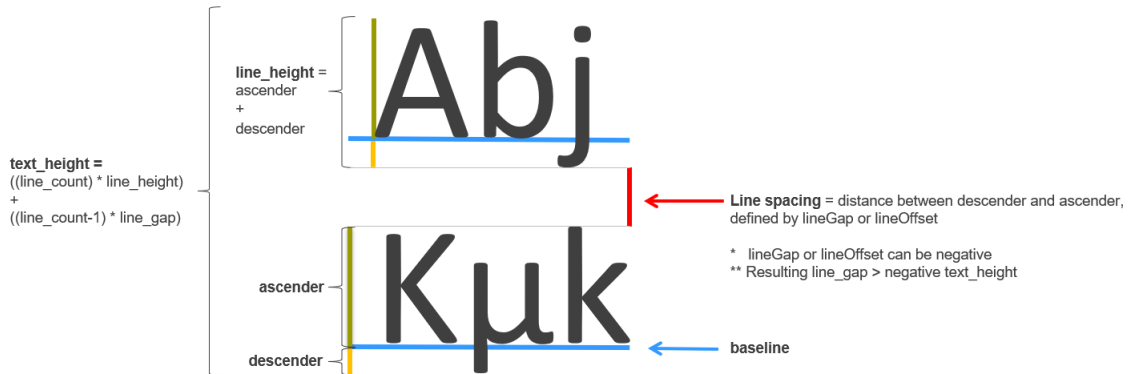 Abj
line_height =
ascender
+
descender
text_height =
((line_count) * line_height)
+
((line_count-1) * line_gap)
Line spacing = distance between descender and ascender,
defined by lineGap or lineOffset
*   lineGap or lineOffset can be negative
** Resulting line_gap > negative text_height
Kμk
ascender
baseline
descender